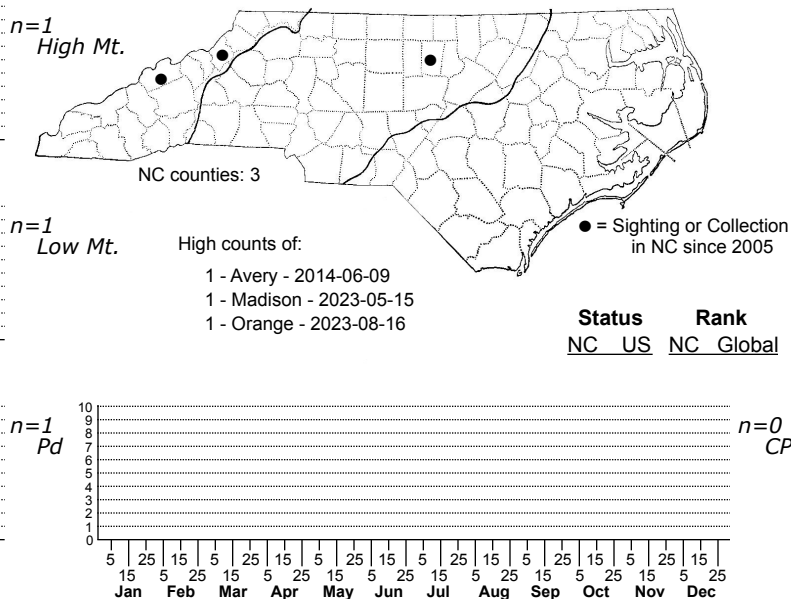 n=1
High Mt.
NC counties: 3
n=1
Low Mt.
High counts of:
1 - Avery - 2014-06-09
1 - Madison - 2023-05-15
1 - Orange - 2023-08-16
● = Sighting or Collection
in NC since 2005
Status Rank
NC US NC Global
n=1
Pd
10
9
8
7
6
5
4
3
2
1
0
n=0
CP
5 25 15 5 25 15 5 25 15 5 25 15 5 25 15 5 25 15
15 5 25 15 5 25 15 5 25 15 5 25 15 5 25 15 5 25
Jan Feb Mar Apr May Jun Jul Aug Sep Oct Nov Dec